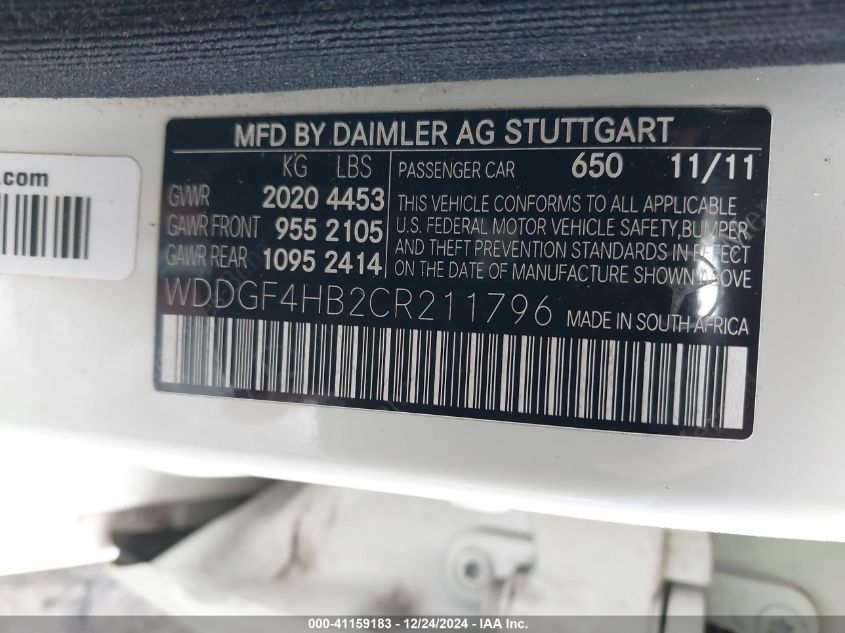 MFD BY DAIMLER AG STUTTGART
KG LBS
GVWR 2020 4453
GAWR FRONT 955 2105
GAWR REAR 1095 2414
PASSENGER CAR 650 11/11
THIS VEHICLE CONFORMS TO ALL APPLICABLE
U.S. FEDERAL MOTOR VEHICLE SAFETY,BUMPER
AND THEFT PREVENTION STANDARDS IN EFFECT
ON THE DATE OF MANUFACTURE SHOWN ABOVE
WDDGF4HB2CR211796 MADE IN SOUTH AFRICA
.com
000-41159183 - 12/24/2024 - IAA Inc.